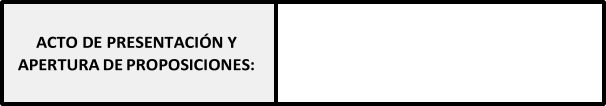 ACTO DE PRESENTACIÓN Y
APERTURA DE PROPOSICIONES: